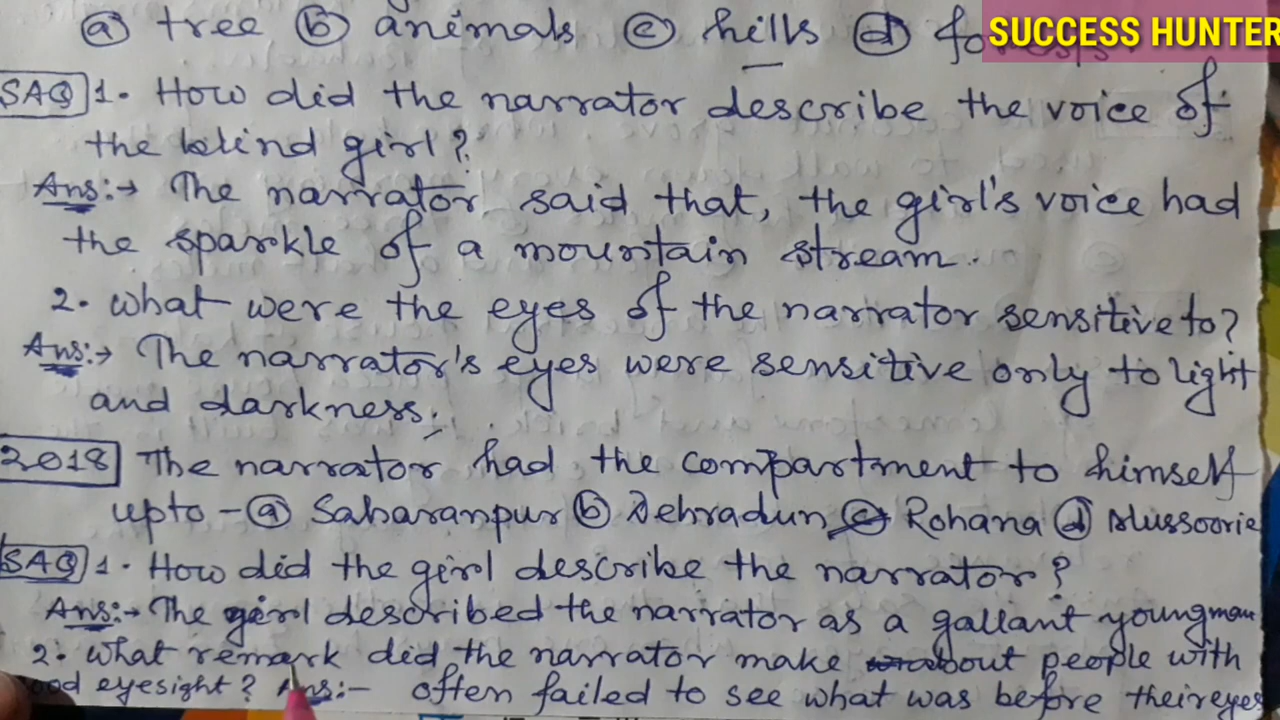 (a) tree (b) animals (c) hills (d) forests
SUCCESS HUNTER
SAQ 1. How did the narrator describe the voice of
the blind girl?
Ans:→ The narrator said that, the girl's voice had
the sparkle of a mountain stream.
2. What were the eyes of the narrator sensitive to?
Ans:→ The narrator's eyes were sensitive only to light
and darkness.
2018 The narrator had the compartment to himself
upto - (a) Saharanpur (b) Dehradun (c) Rohana (d) Mussoorie
SAQ 1. How did the girl describe the narrator?
Ans:→ The girl described the narrator as a gallant young man
2. What remark did the narrator make about people with
good eyesight? Ans:- often failed to see what was before their eyes